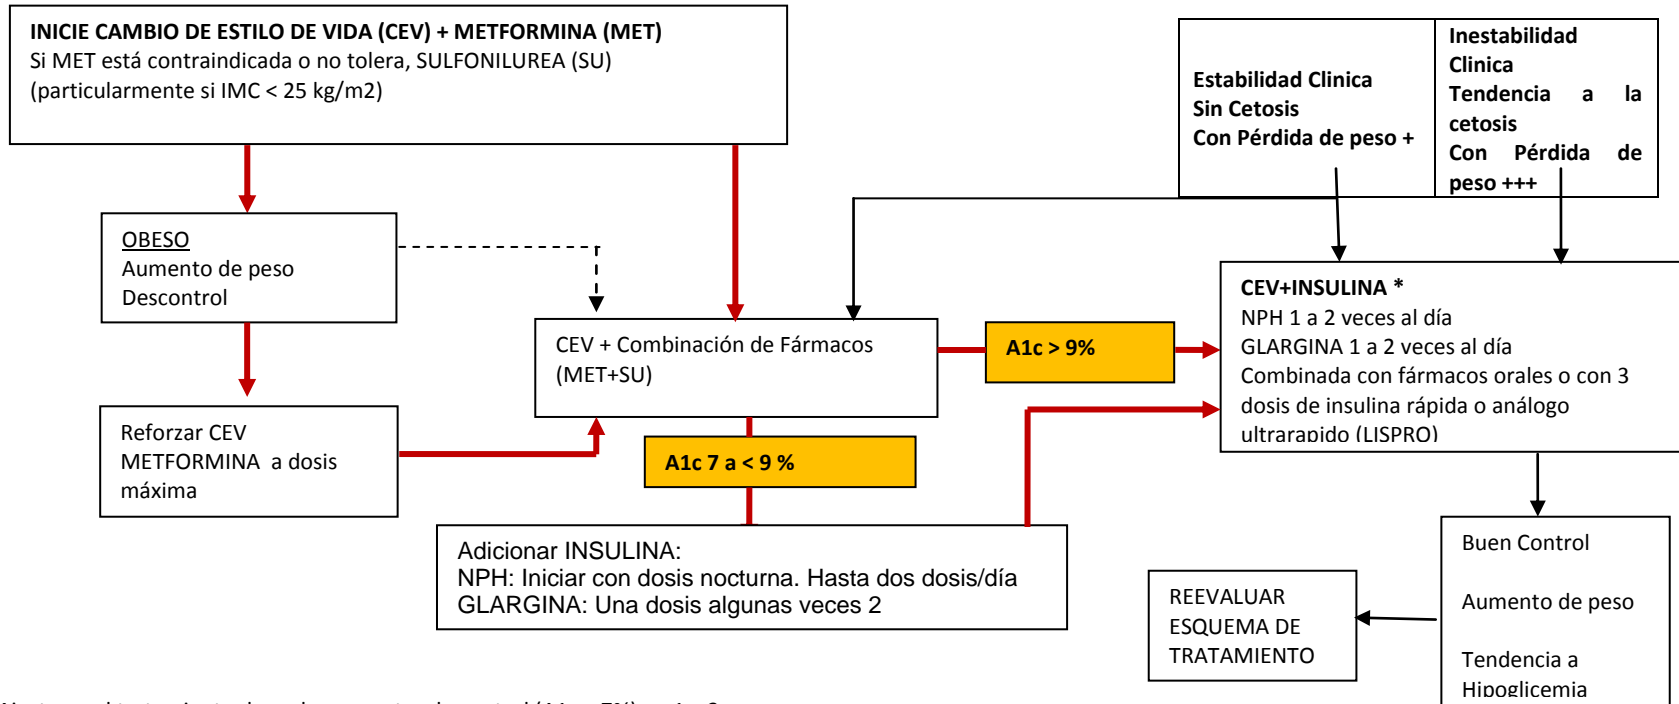 INICIE CAMBIO DE ESTILO DE VIDA (CEV) + METFORMINA (MET)
Si MET está contraindicada o no tolera, SULFONILUREA (SU)
(particularmente si IMC < 25 kg/m2)
Estabilidad Clinica
Sin Cetosis
Con Pérdida de peso +
Inestabilidad
Clinica
Tendencia a la
cetosis
Con Pérdida de
peso +++
OBESO
Aumento de peso
Descontrol
CEV + Combinación de Fármacos
(MET+SU)
A1c > 9%
CEV+INSULINA *
NPH 1 a 2 veces al día
GLARGINA 1 a 2 veces al día
Combinada con fármacos orales o con 3
dosis de insulina rápida o análogo
ultrarapido (LISPRO)
Reforzar CEV
METFORMINA a dosis
máxima
A1c 7 a < 9 %
Adicionar INSULINA:
NPH: Iniciar con dosis nocturna. Hasta dos dosis/día
GLARGINA: Una dosis algunas veces 2
REEVALUAR
ESQUEMA DE
TRATAMIENTO
Buen Control
Aumento de peso
Tendencia a
Hipoglicemia